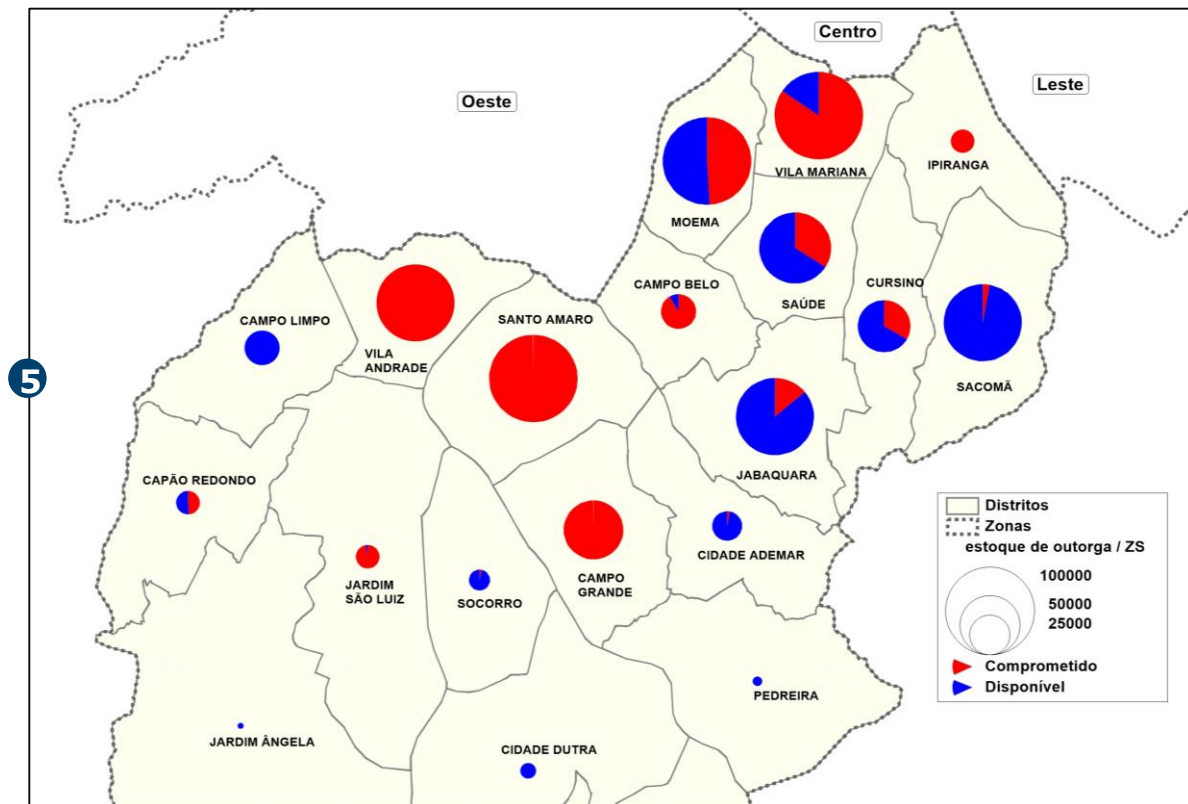 Centro
Oeste
Leste
VILA MARIANA
IPIRANGA
MOEMA
CAMPO BELO
SAÚDE
CURSINO
CAMPO LIMPO
SANTO AMARO
VILA
ANDRADE
5
SACOMÃ
JABAQUARA
CAPÃO REDONDO
CIDADE ADEMAR
JARDIM
SÃO LUIZ
SOCORRO
CAMPO
GRANDE
PEDREIRA
JARDIM ÂNGELA
CIDADE DUTRA
Distritos
Zonas
estoque de outorga / ZS
100000
50000
25000
Comprometido
Disponível